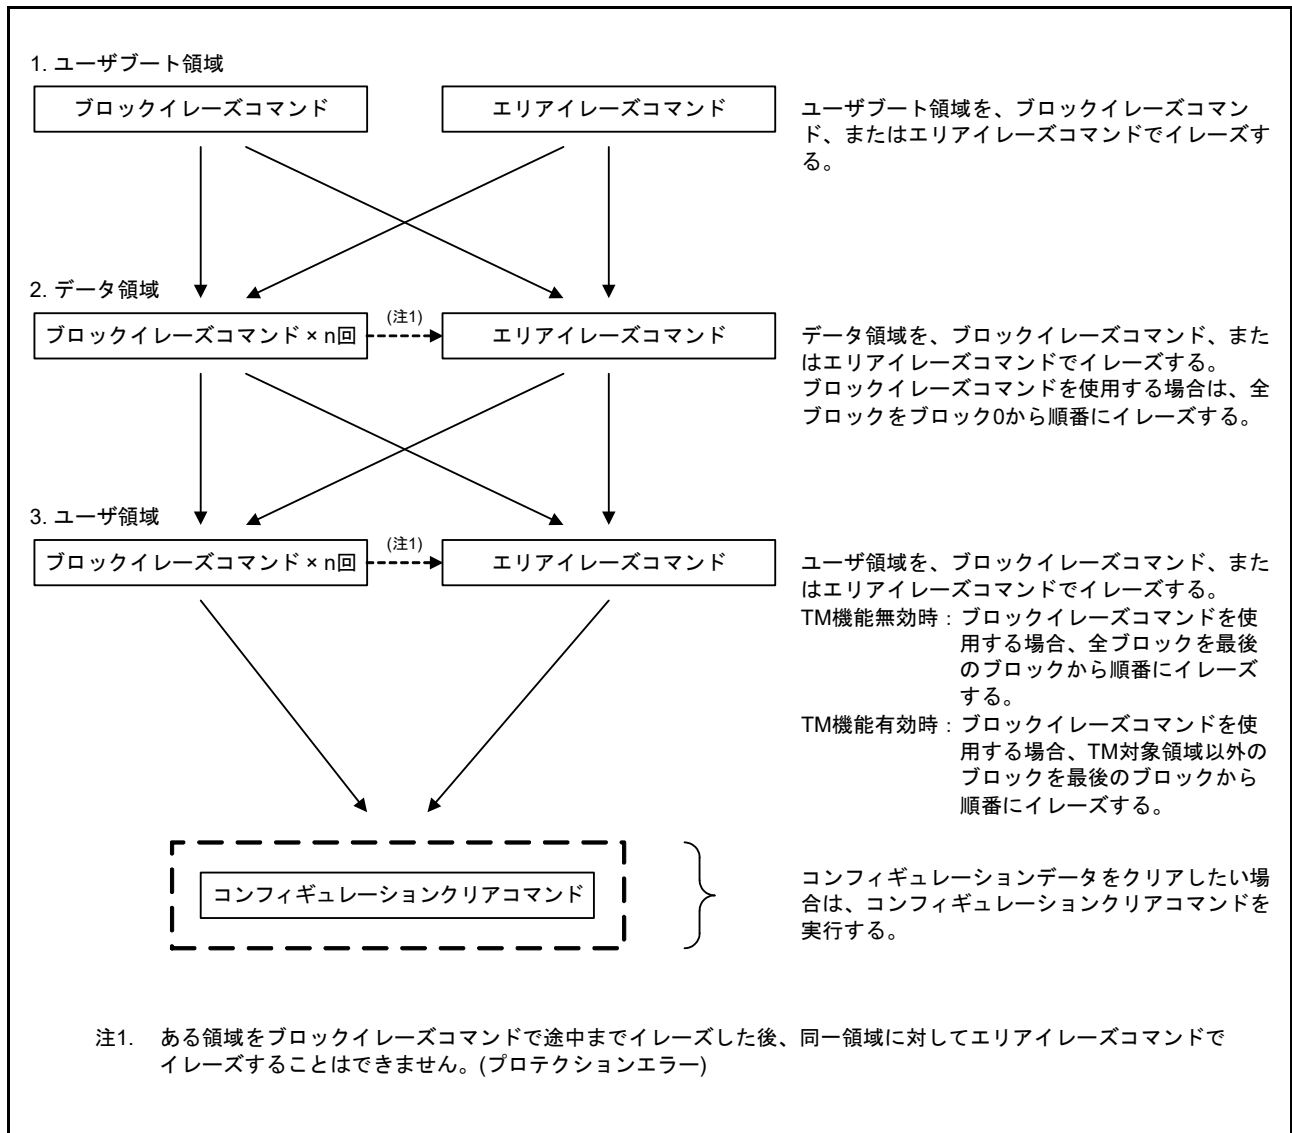 1. ユーザブート領域
ブロックイレーズコマンド
エリアイレーズコマンド
ユーザブート領域を、ブロックイレーズコマン
ド、またはエリアイレーズコマンドでイレーズす
る。
2. データ領域
ブロックイレーズコマンド × n回
(注1)
エリアイレーズコマンド
データ領域を、ブロックイレーズコマンド、また
はエリアイレーズコマンドでイレーズする。
ブロックイレーズコマンドを使用する場合は、全
ブロックをブロック0から順番にイレーズする。
3. ユーザ領域
ブロックイレーズコマンド × n回
(注1)
エリアイレーズコマンド
ユーザ領域を、ブロックイレーズコマンド、また
はエリアイレーズコマンドでイレーズする。
TM機能無効時：ブロックイレーズコマンドを使
用する場合、全ブロックを最後
のブロックから順番にイレーズ
する。
TM機能有効時：ブロックイレーズコマンドを使
用する場合、TM対象領域以外の
ブロックを最後のブロックから
順番にイレーズする。
コンフィギュレーションクリアコマンド
コンフィギュレーションデータをクリアしたい場
合は、コンフィギュレーションクリアコマンドを
実行する。
注1. ある領域をブロックイレーズコマンドで途中までイレーズした後、同一領域に対してエリアイレーズコマンドで
イレーズすることはできません。(プロテクションエラー)